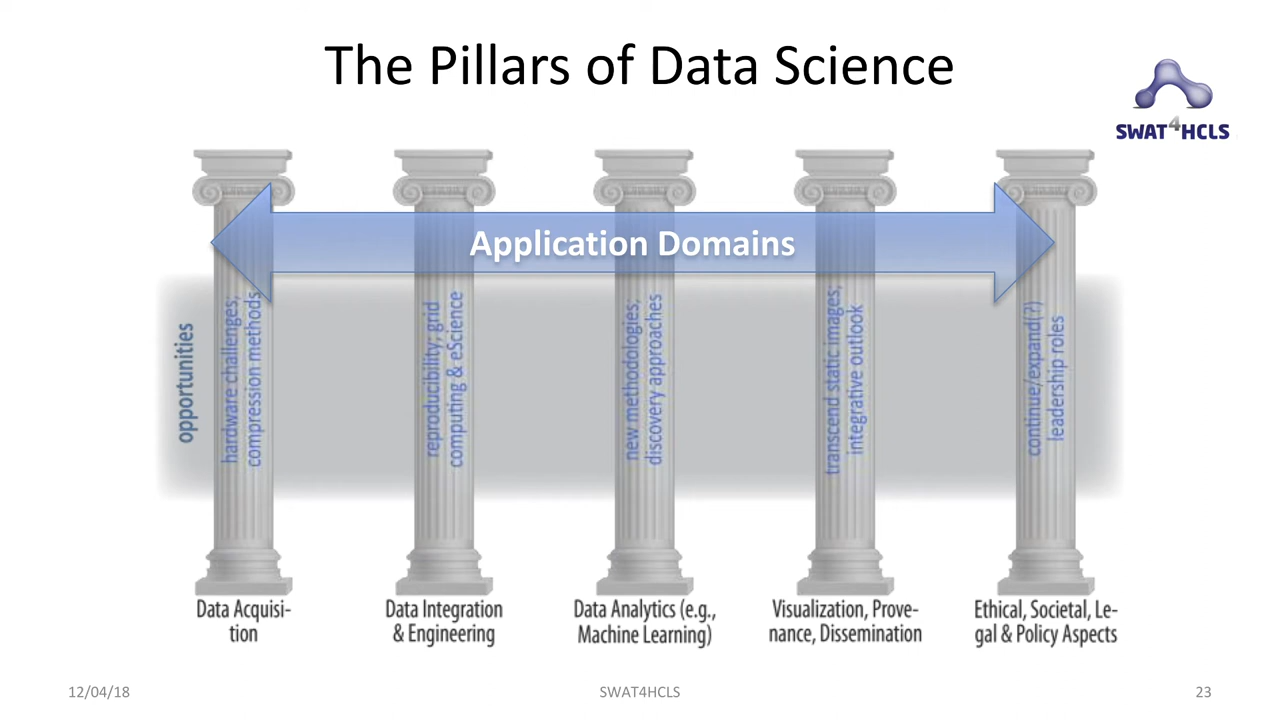 The Pillars of Data Science
SWAT4HCLS
Application Domains
opportunities
hardware challenges;
compression methods
reproducibility; grid
computing & eScience
new methodologies;
discovery approaches
transcend static images;
integrative outlook
continue/expand(?)
leadership roles
Data Acquisi-
tion
Data Integration
& Engineering
Data Analytics (e.g.,
Machine Learning)
Visualization, Prove-
nance, Dissemination
Ethical, Societal, Le-
gal & Policy Aspects
12/04/18
SWAT4HCLS
23